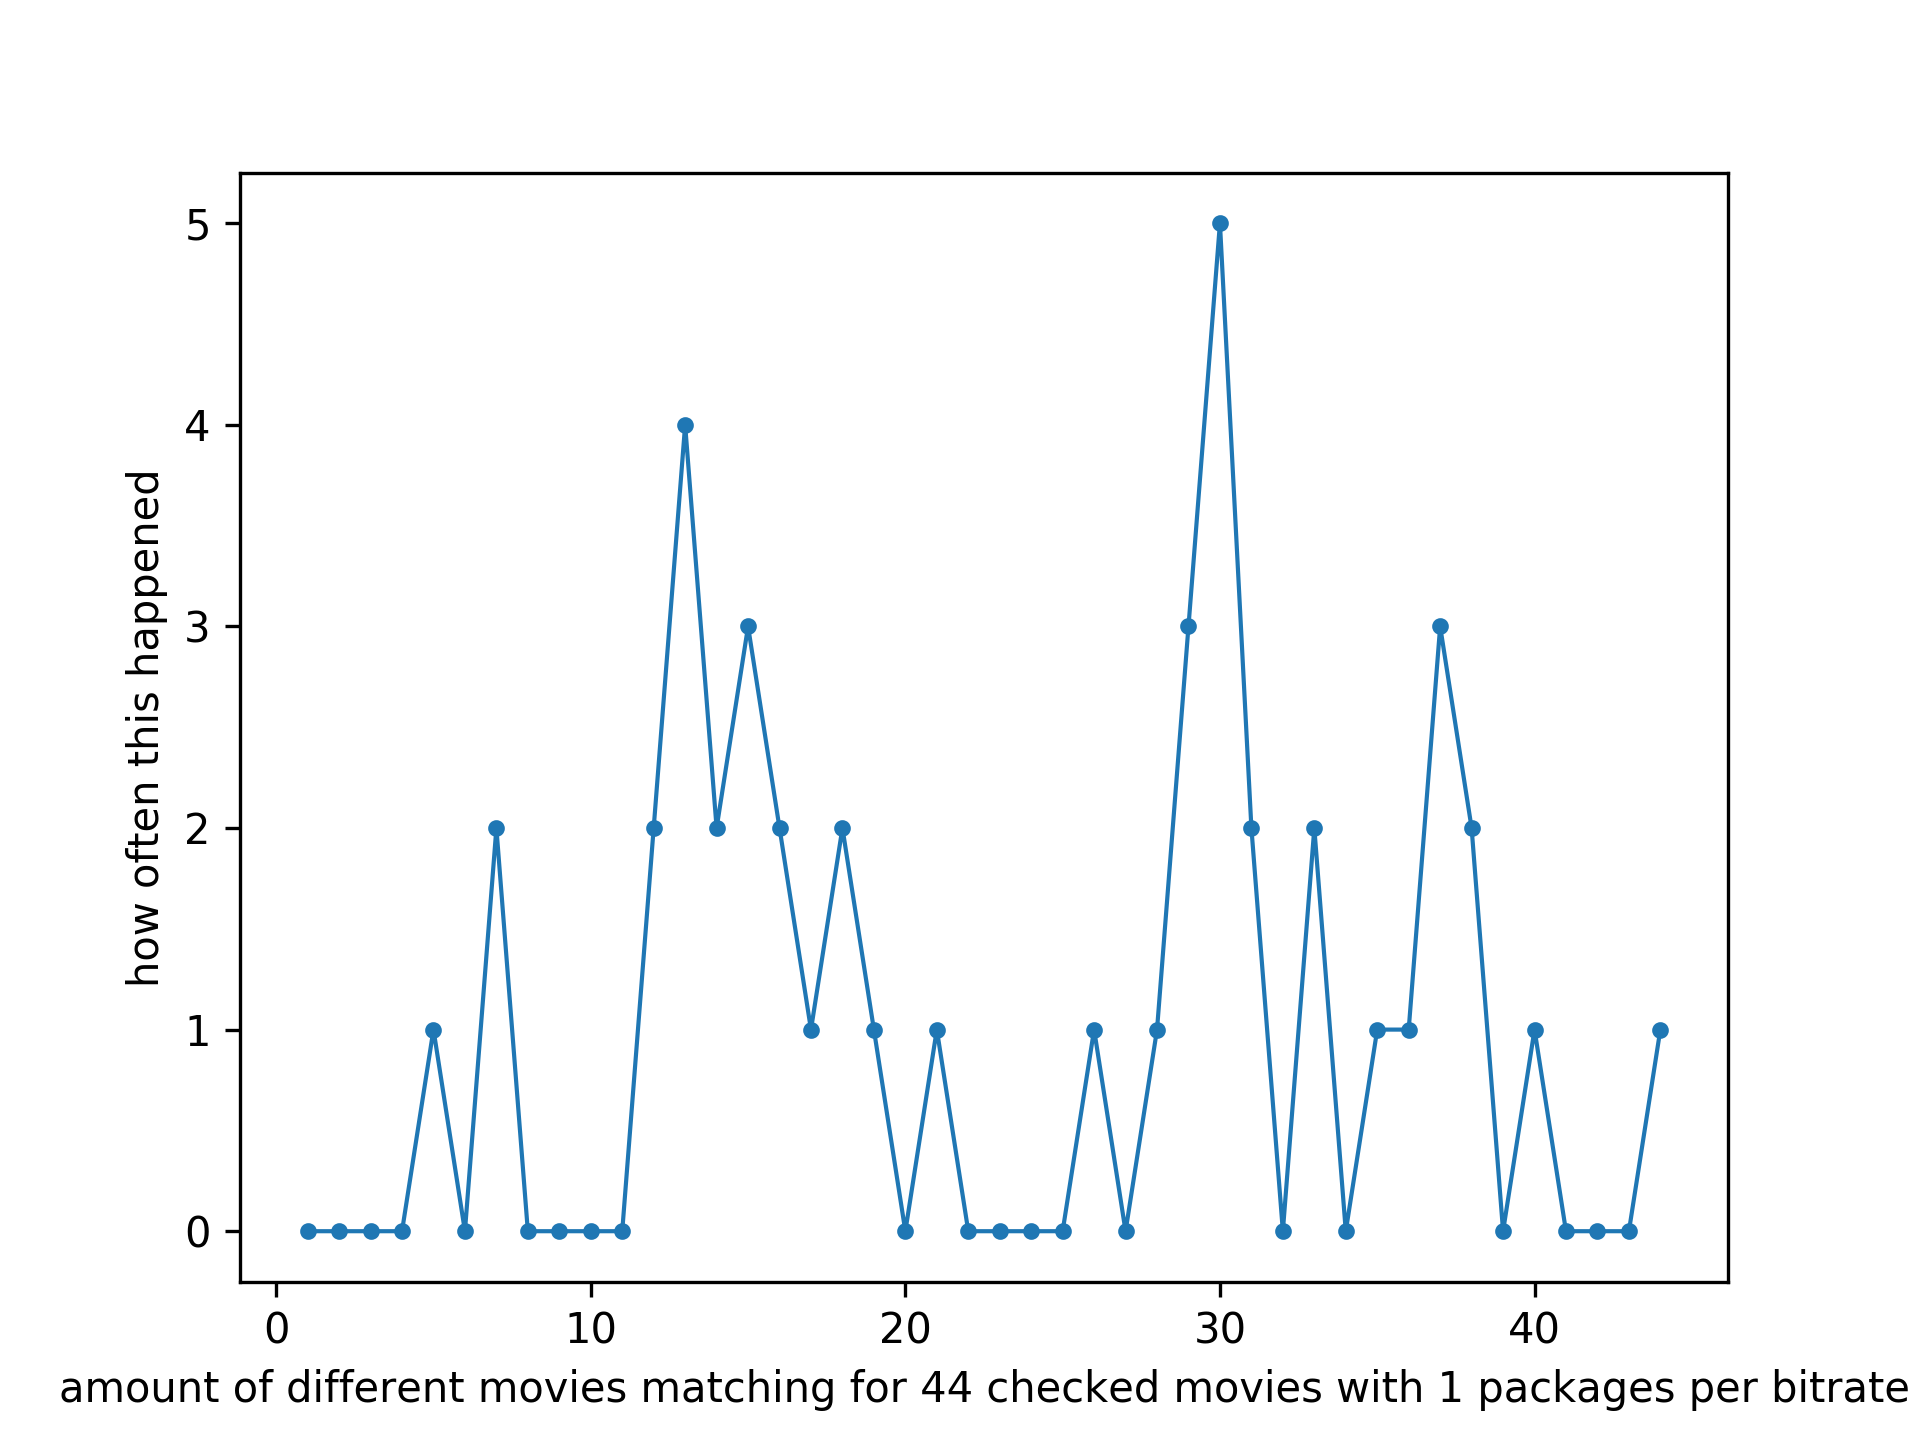 5
4
3
2
1
0
how often this happened
0 10 20 30 40
amount of different movies matching for 44 checked movies with 1 packages per bitrate